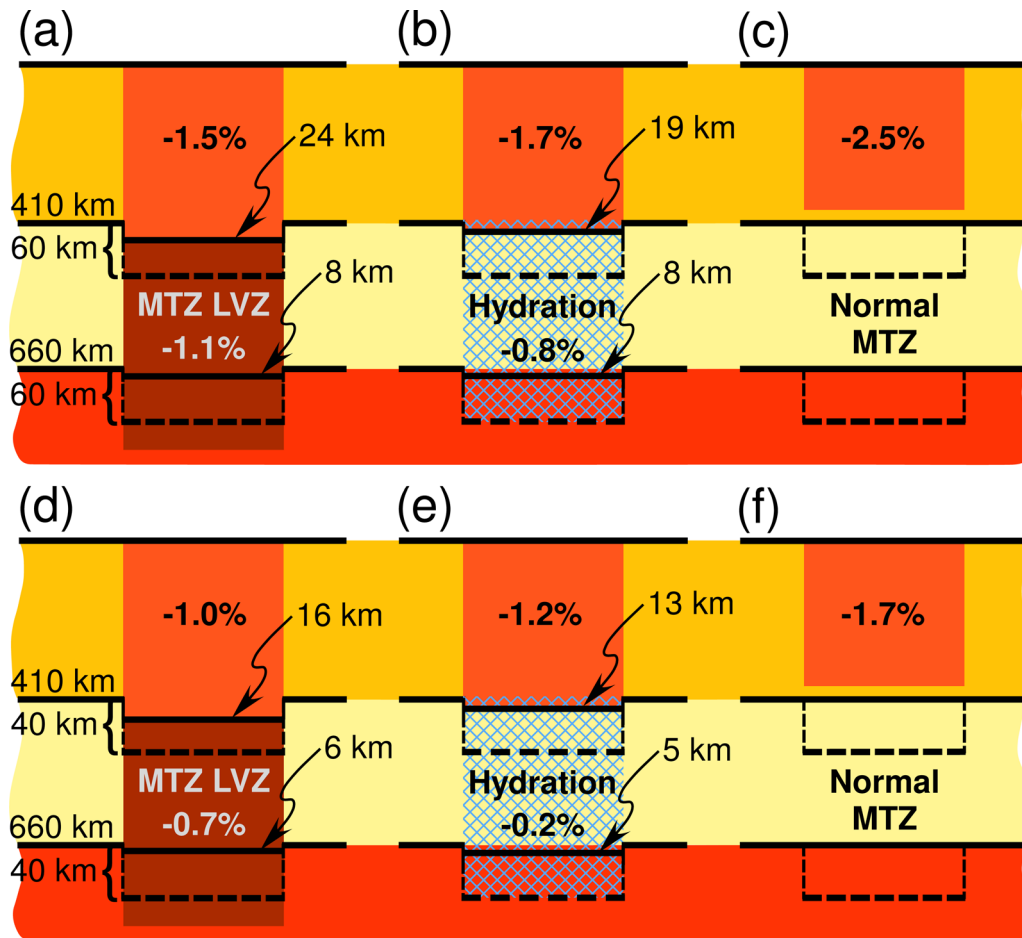 (a)
(b)
(c)
-1.5%
24 km
-1.7%
19 km
-2.5%
410 km
60 km
8 km
8 km
MTZ LVZ
-1.1%
Hydration
-0.8%
Normal
MTZ
660 km
60 km
(d)
(e)
(f)
-1.0%
16 km
-1.2%
13 km
-1.7%
410 km
40 km
6 km
5 km
MTZ LVZ
-0.7%
Hydration
-0.2%
Normal
MTZ
660 km
40 km